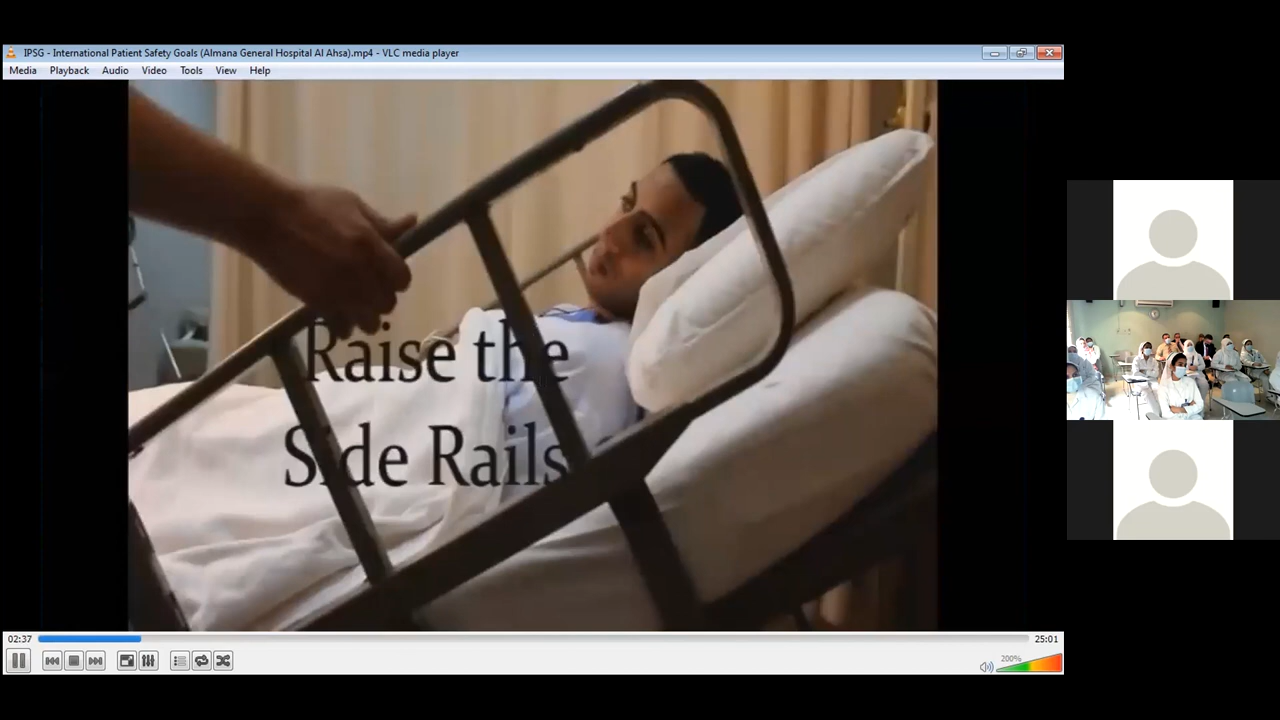 IPSG - International Patient Safety Goals (Almana General Hospital Al Ahsa).mp4 - VLC media player
Media Playback Audio Video Tools View Help
Raise the
Side Rails
02:37
25:01
200%